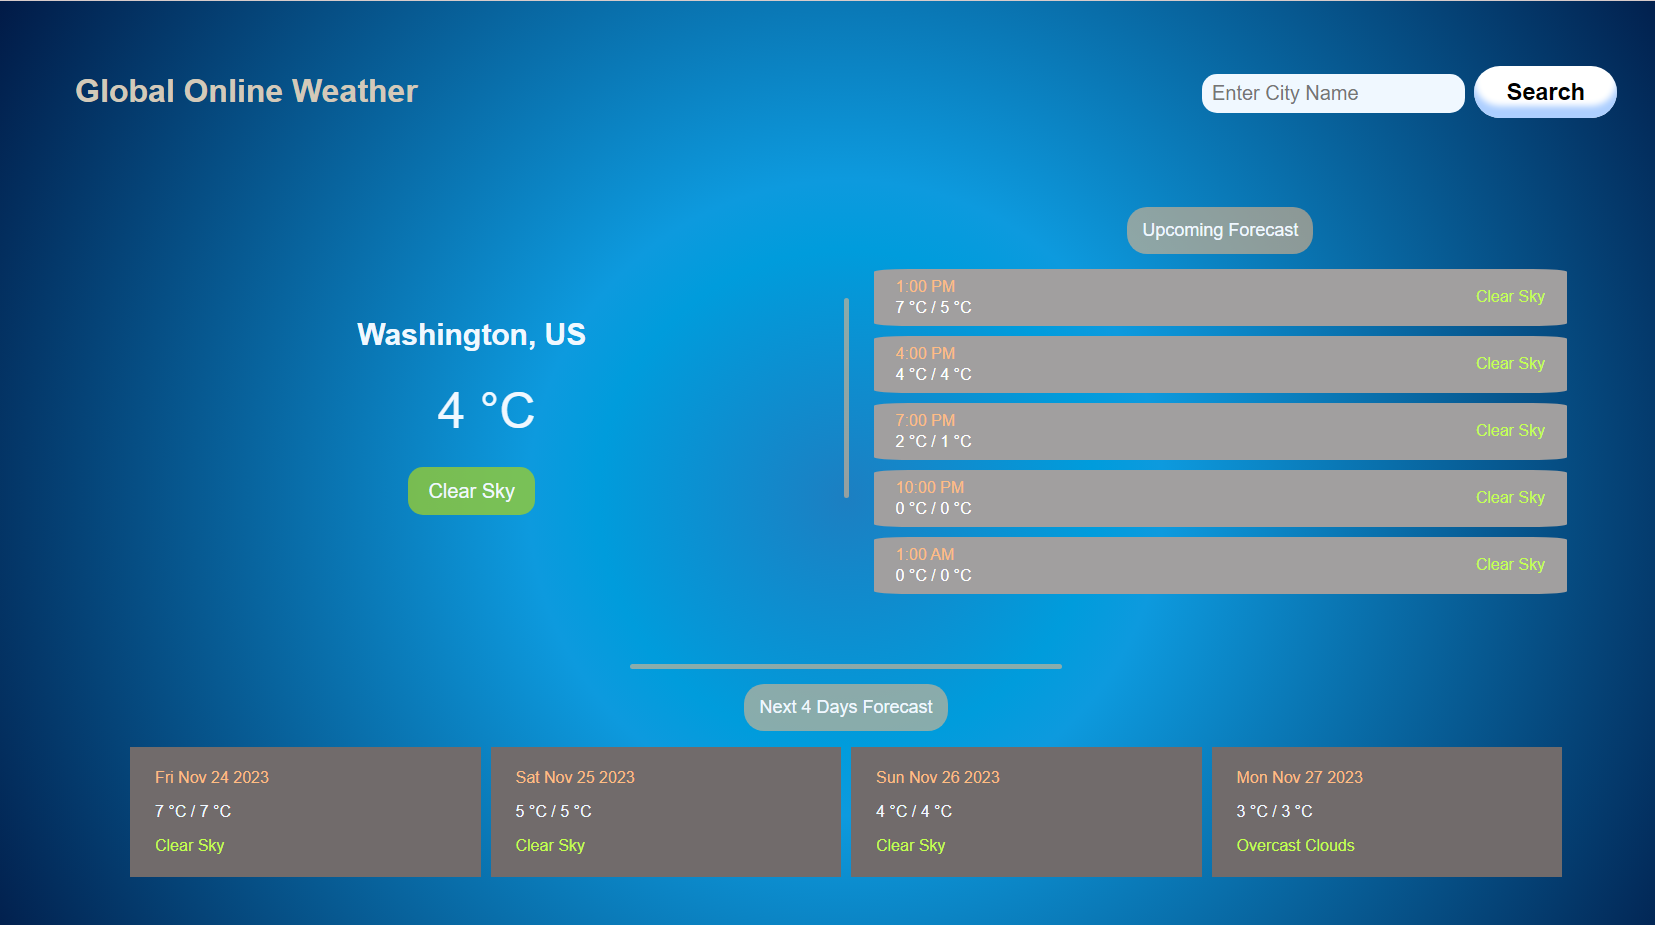 Global Online Weather
Enter City Name
Search
Washington, US
4 °C
Clear Sky
Upcoming Forecast
1:00 PM
7 °C / 5 °C
Clear Sky
4:00 PM
4 °C / 4 °C
Clear Sky
7:00 PM
2 °C / 1 °C
Clear Sky
10:00 PM
0 °C / 0 °C
Clear Sky
1:00 AM
0 °C / 0 °C
Clear Sky
Next 4 Days Forecast
Fri Nov 24 2023
7 °C / 7 °C
Clear Sky
Sat Nov 25 2023
5 °C / 5 °C
Clear Sky
Sun Nov 26 2023
4 °C / 4 °C
Clear Sky
Mon Nov 27 2023
3 °C / 3 °C
Overcast Clouds